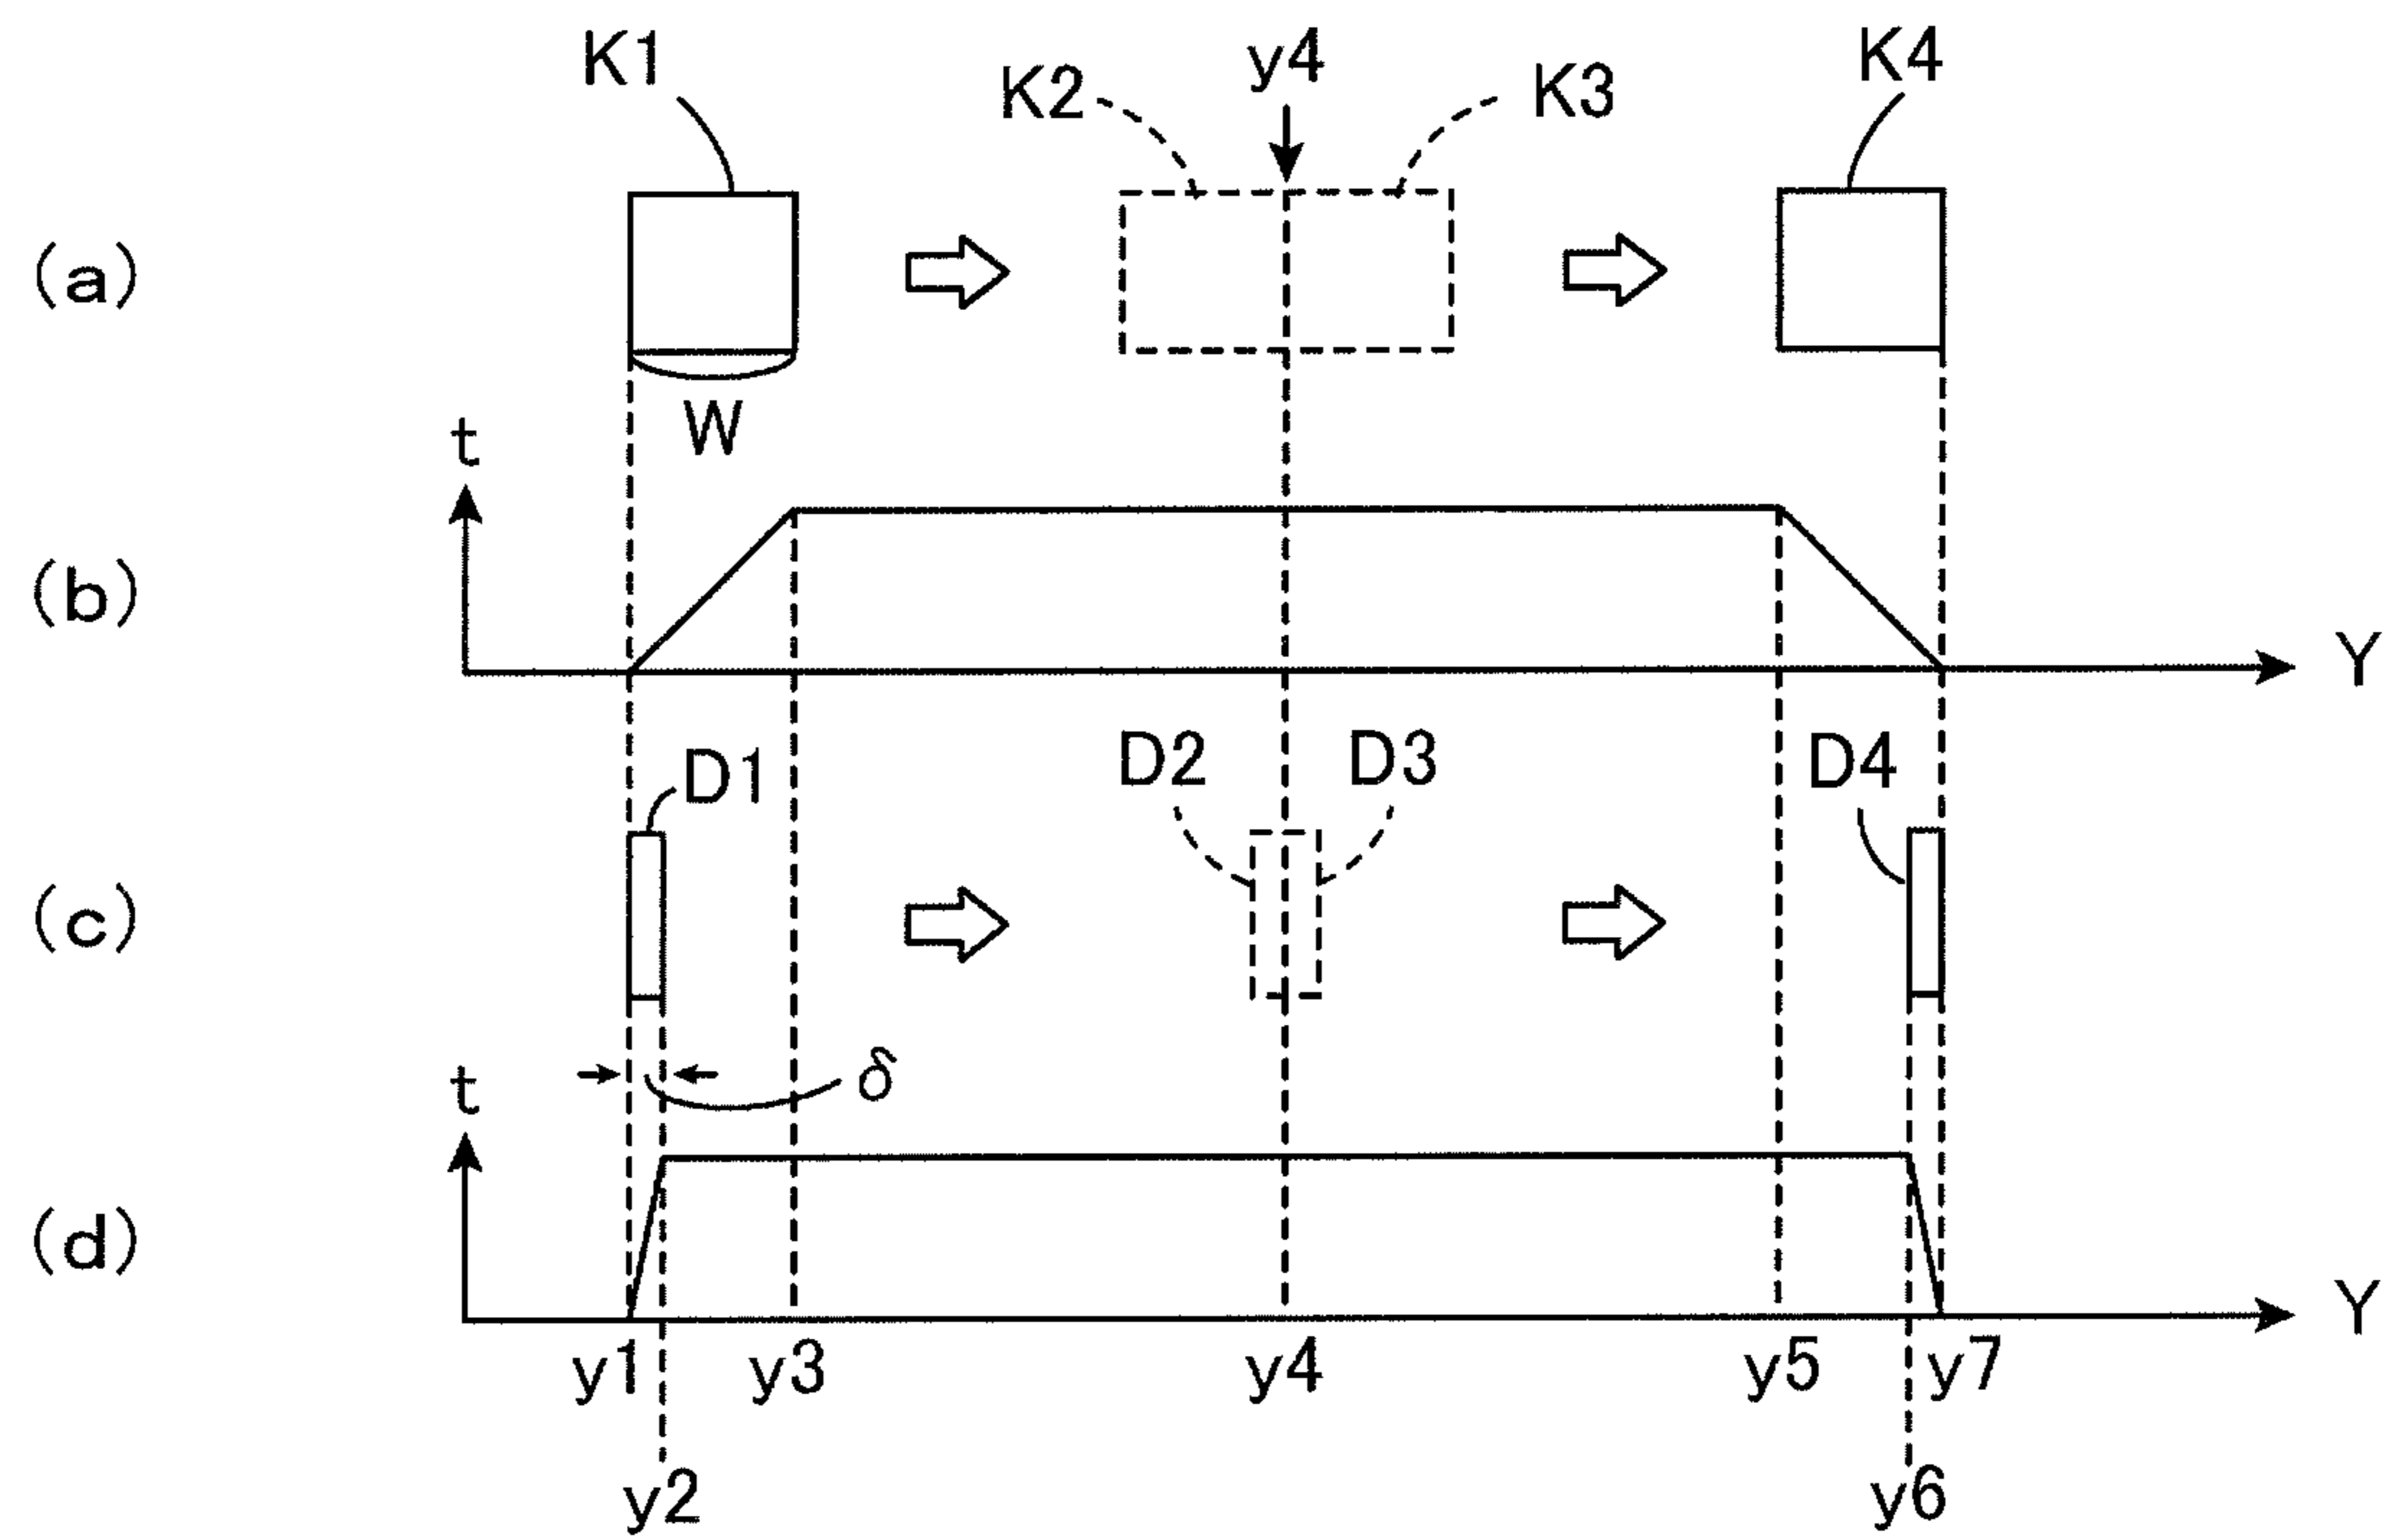 K1 K2 y4 K3 K4
(a)
W
t
(b)
Y
D1 D2 D3 D4
(c)
δ
t
(d)
Y
y1 y3 y4 y5 y7
y2 y6